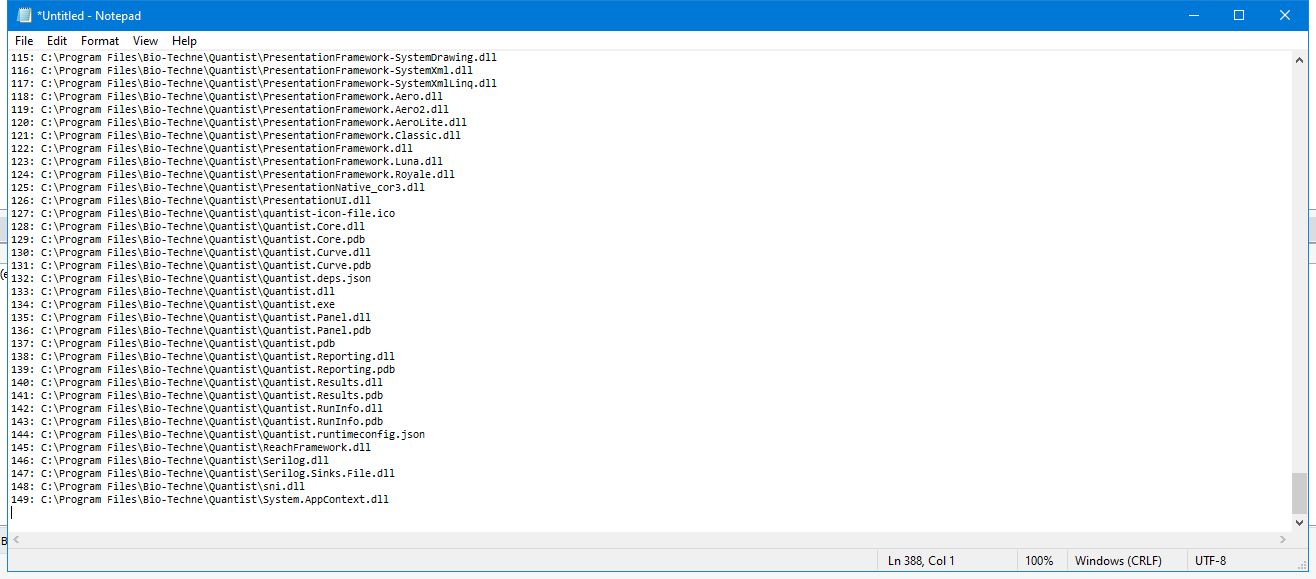 *Untitled - Notepad
File Edit Format View Help
115: C:\Program Files\Bio-Techne\Quantist\PresentationFramework-SystemDrawing.dll
116: C:\Program Files\Bio-Techne\Quantist\PresentationFramework-SystemXml.dll
117: C:\Program Files\Bio-Techne\Quantist\PresentationFramework-SystemXmlLinq.dll
118: C:\Program Files\Bio-Techne\Quantist\PresentationFramework.Aero.dll
119: C:\Program Files\Bio-Techne\Quantist\PresentationFramework.Aero2.dll
120: C:\Program Files\Bio-Techne\Quantist\PresentationFramework.AeroLite.dll
121: C:\Program Files\Bio-Techne\Quantist\PresentationFramework.Classic.dll
122: C:\Program Files\Bio-Techne\Quantist\PresentationFramework.dll
123: C:\Program Files\Bio-Techne\Quantist\PresentationFramework.Luna.dll
124: C:\Program Files\Bio-Techne\Quantist\PresentationFramework.Royale.dll
125: C:\Program Files\Bio-Techne\Quantist\PresentationNative_cor3.dll
126: C:\Program Files\Bio-Techne\Quantist\PresentationUI.dll
127: C:\Program Files\Bio-Techne\Quantist\quantist-icon-file.ico
128: C:\Program Files\Bio-Techne\Quantist\Quantist.Core.dll
129: C:\Program Files\Bio-Techne\Quantist\Quantist.Core.pdb
130: C:\Program Files\Bio-Techne\Quantist\Quantist.Curve.dll
131: C:\Program Files\Bio-Techne\Quantist\Quantist.Curve.pdb
132: C:\Program Files\Bio-Techne\Quantist\Quantist.deps.json
133: C:\Program Files\Bio-Techne\Quantist\Quantist.dll
134: C:\Program Files\Bio-Techne\Quantist\Quantist.exe
135: C:\Program Files\Bio-Techne\Quantist\Quantist.Panel.dll
136: C:\Program Files\Bio-Techne\Quantist\Quantist.Panel.pdb
137: C:\Program Files\Bio-Techne\Quantist\Quantist.pdb
138: C:\Program Files\Bio-Techne\Quantist\Quantist.Reporting.dll
139: C:\Program Files\Bio-Techne\Quantist\Quantist.Reporting.pdb
140: C:\Program Files\Bio-Techne\Quantist\Quantist.Results.dll
141: C:\Program Files\Bio-Techne\Quantist\Quantist.Results.pdb
142: C:\Program Files\Bio-Techne\Quantist\Quantist.RunInfo.dll
143: C:\Program Files\Bio-Techne\Quantist\Quantist.RunInfo.pdb
144: C:\Program Files\Bio-Techne\Quantist\Quantist.runtimeconfig.json
145: C:\Program Files\Bio-Techne\Quantist\ReachFramework.dll
146: C:\Program Files\Bio-Techne\Quantist\Serilog.dll
147: C:\Program Files\Bio-Techne\Quantist\Serilog.Sinks.File.dll
148: C:\Program Files\Bio-Techne\Quantist\sni.dll
149: C:\Program Files\Bio-Techne\Quantist\System.AppContext.dll
Ln 388, Col 1 100% Windows (CRLF) UTF-8